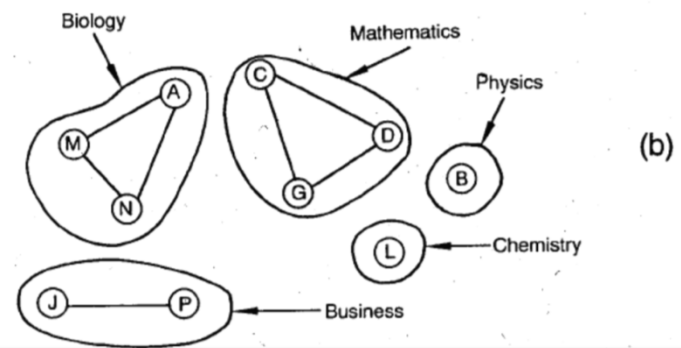 Biology
Mathematics
Physics
A
C
M
D
(b)
B
G
N
L
Chemistry
J
P
Business